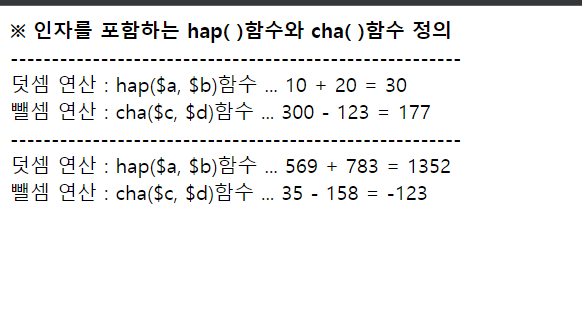 ※ 인자를 포함하는 hap( )함수와 cha( )함수 정의
-------------------------------------------------------
덧셈 연산 : hap($a, $b)함수 ... 10 + 20 = 30
뺄셈 연산 : cha($c, $d)함수 ... 300 - 123 = 177
-------------------------------------------------------
덧셈 연산 : hap($a, $b)함수 ... 569 + 783 = 1352
뺄셈 연산 : cha($c, $d)함수 ... 35 - 158 = -123